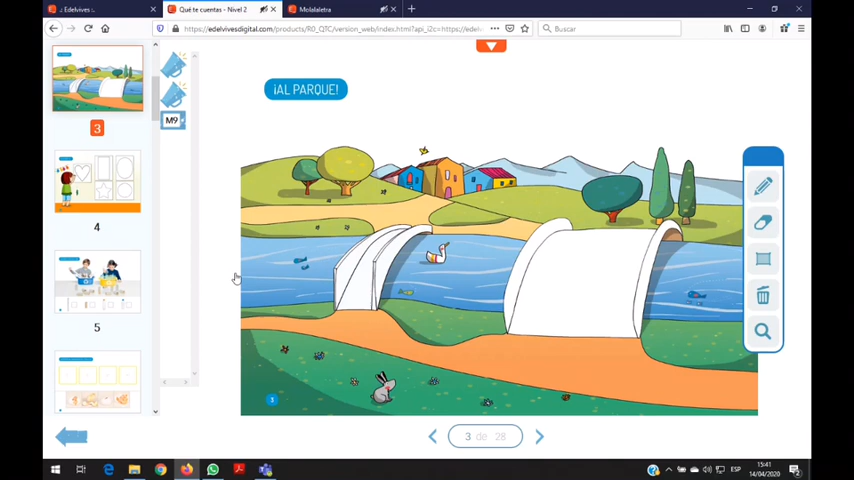 .: Edelvives :.
Qué te cuentas - Nivel 2
Molalaletra
https://edelvivesdigital.com/products/R0_QTC/version_web/index.html?api_i2c=https://edelv
Buscar
¡AL PARQUE!
M9
3
4
5
3
3 de 28
ESP
15:41
14/04/2020
2